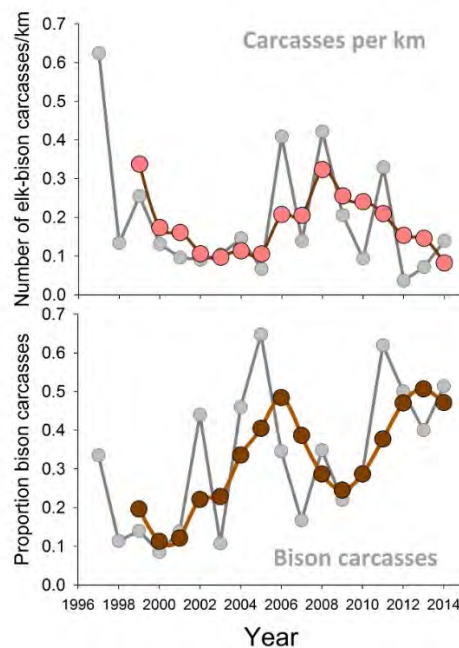 Number of elk-bison carcasses/km
0.7
0.6
0.5
0.4
0.3
0.2
0.1
0.0
Carcasses per km
Proportion bison carcasses
0.7
0.6
0.5
0.4
0.3
0.2
0.1
0.0
Bison carcasses
1996 1998 2000 2002 2004 2006 2008 2010 2012 2014
Year